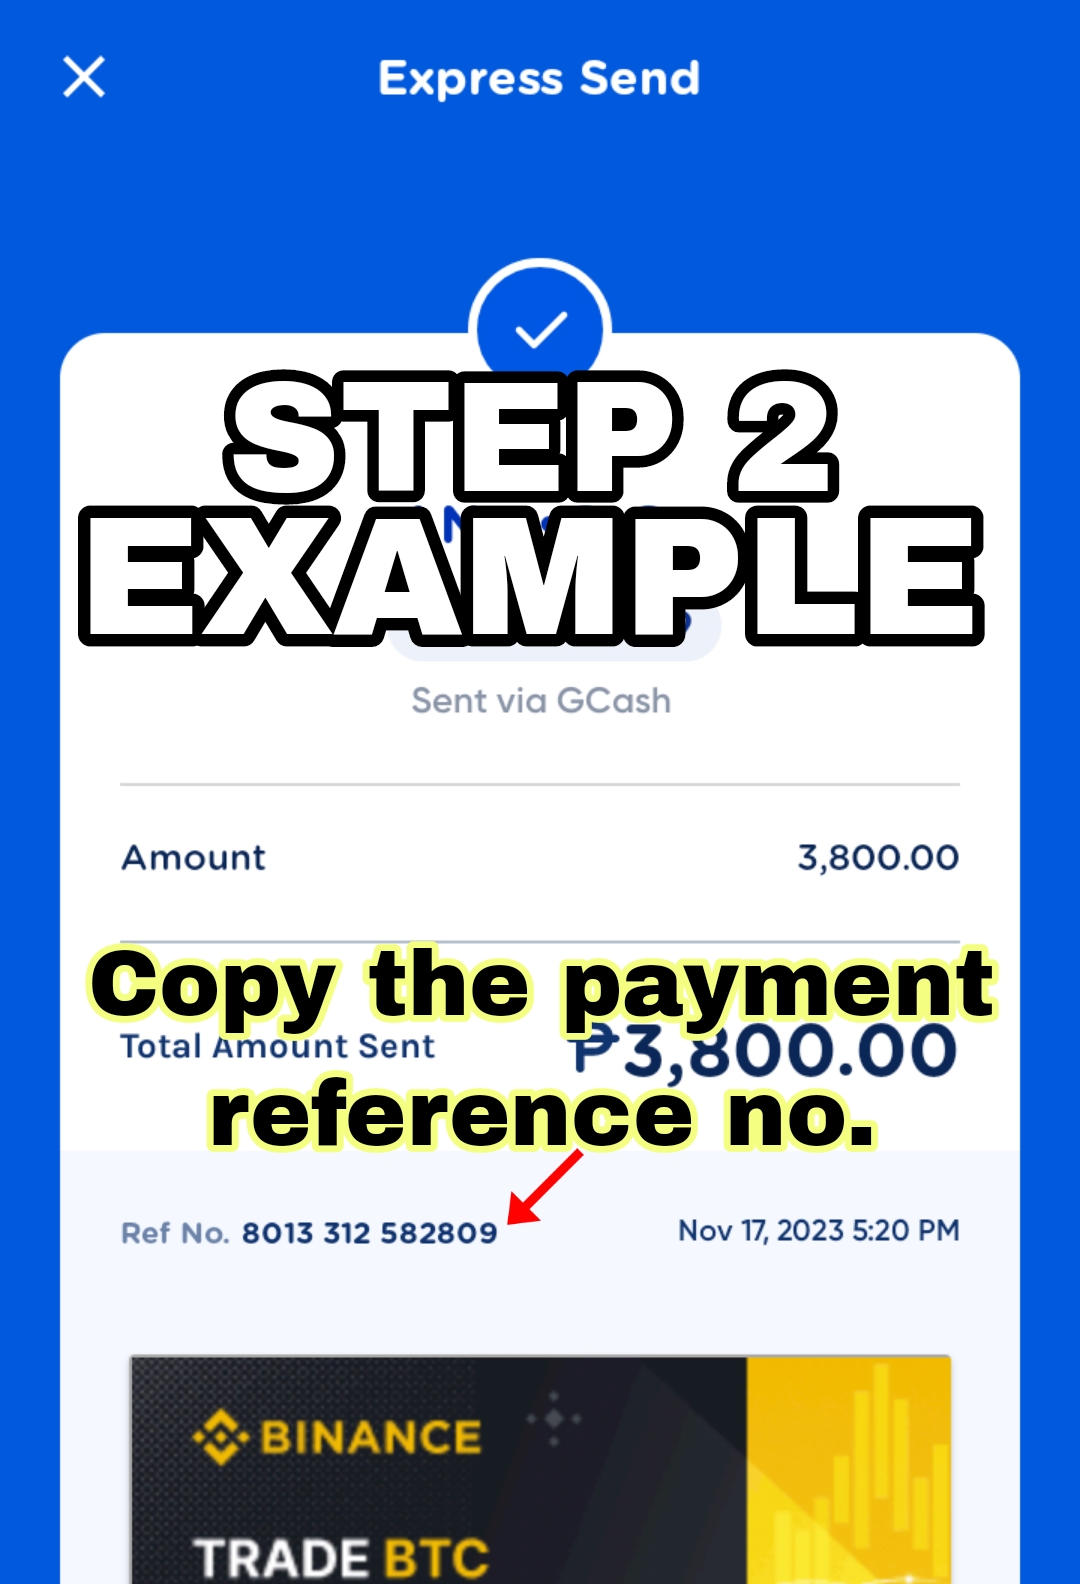 Express Send
STEP 2
EXAMPLE
Sent via GCash
Amount 3,800.00
Copy the payment
Total Amount Sent ₱3,800.00
reference no.
Ref No. 8013 312 582809 Nov 17, 2023 5:20 PM
BINANCE
TRADE BTC